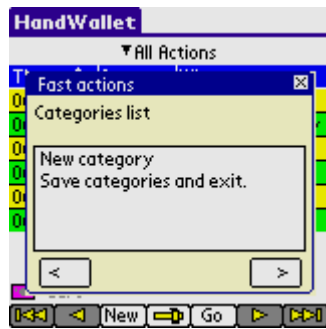 HandWallet
All Actions
Fast actions
Categories list
New category
Save categories and exit.
<
>
New
Go